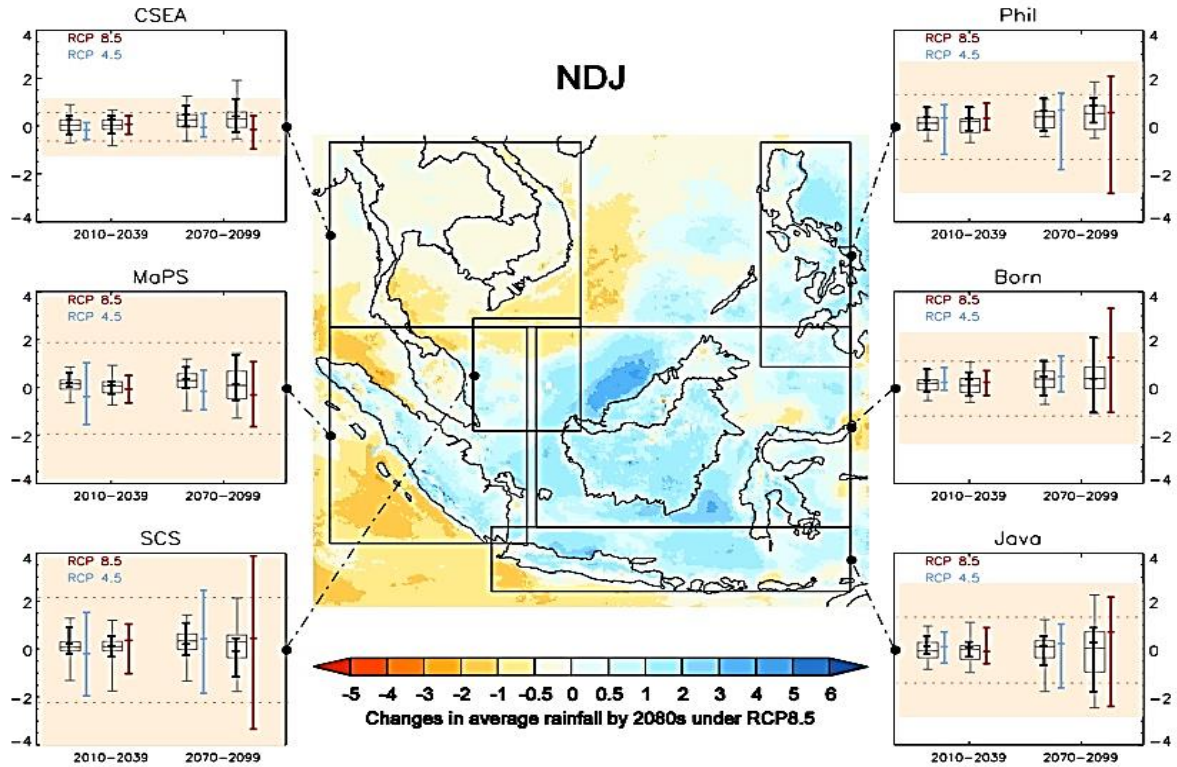 CSEA
RCP 8.5
RCP 4.5
4
2
0
−2
−4
2010−2039
2070−2099
MaPS
RCP 8.5
RCP 4.5
4
2
0
−2
−4
2010−2039
2070−2099
SCS
RCP 8.5
RCP 4.5
4
2
0
−2
−4
2010−2039
2070−2099
NDJ
-5 -4 -3 -2 -1 -0.5 0 0.5 1 2 3 4 5 6
Changes in average rainfall by 2080s under RCP8.5
Phil
RCP 8.5
RCP 4.5
4
2
0
−2
−4
2010−2039
2070−2099
Born
RCP 8.5
RCP 4.5
4
2
0
−2
−4
2010−2039
2070−2099
Java
RCP 8.5
RCP 4.5
4
2
0
−2
−4
2010−2039
2070−2099